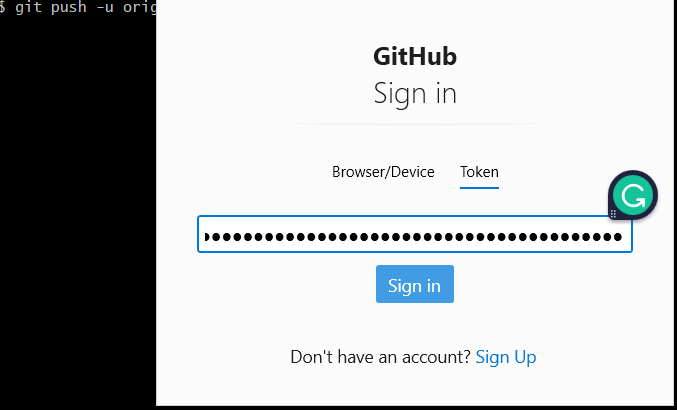 $ git push -u orig
GitHub
Sign in
Browser/Device Token
●●●●●●●●●●●●●●●●●●●●●●●●●●●●●●●●●●●●●●●●
Sign in
Don't have an account? Sign Up